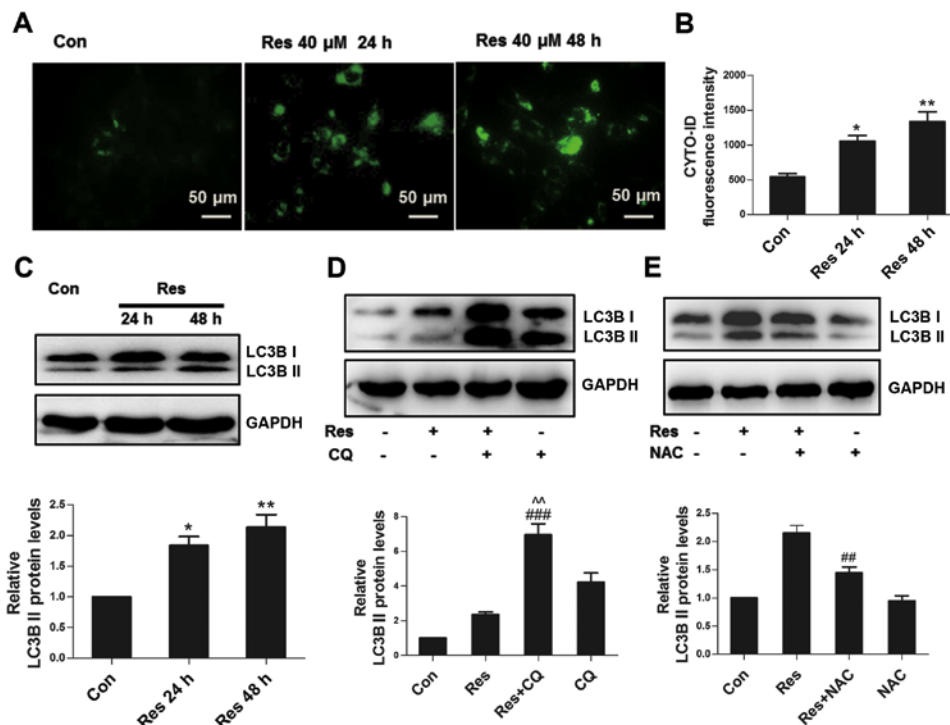 A
Con
Res 40 µM 24 h
Res 40 µM 48 h
50 µm
50 µm
50 µm
B
CYTO-ID
fluorescence intensity
2000
1500
1000
500
0
*
**
Con
Res 24 h
Res 48 h
C
Con
Res
24 h
48 h
LC3B I
LC3B II
GAPDH
Relative
LC3B II protein levels
2.5
2.0
1.5
1.0
0.5
0.0
*
**
Con
Res 24 h
Res 48 h
D
LC3B I
LC3B II
GAPDH
Res - + + -
CQ - - + +
Relative
LC3B II protein levels
8
6
4
2
0
^^
###
Con
Res
Res+CQ
CQ
E
LC3B I
LC3B II
GAPDH
Res - + + -
NAC - - + +
Relative
LC3B II protein levels
2.5
2.0
1.5
1.0
0.5
0.0
##
Con
Res
Res+NAC
NAC